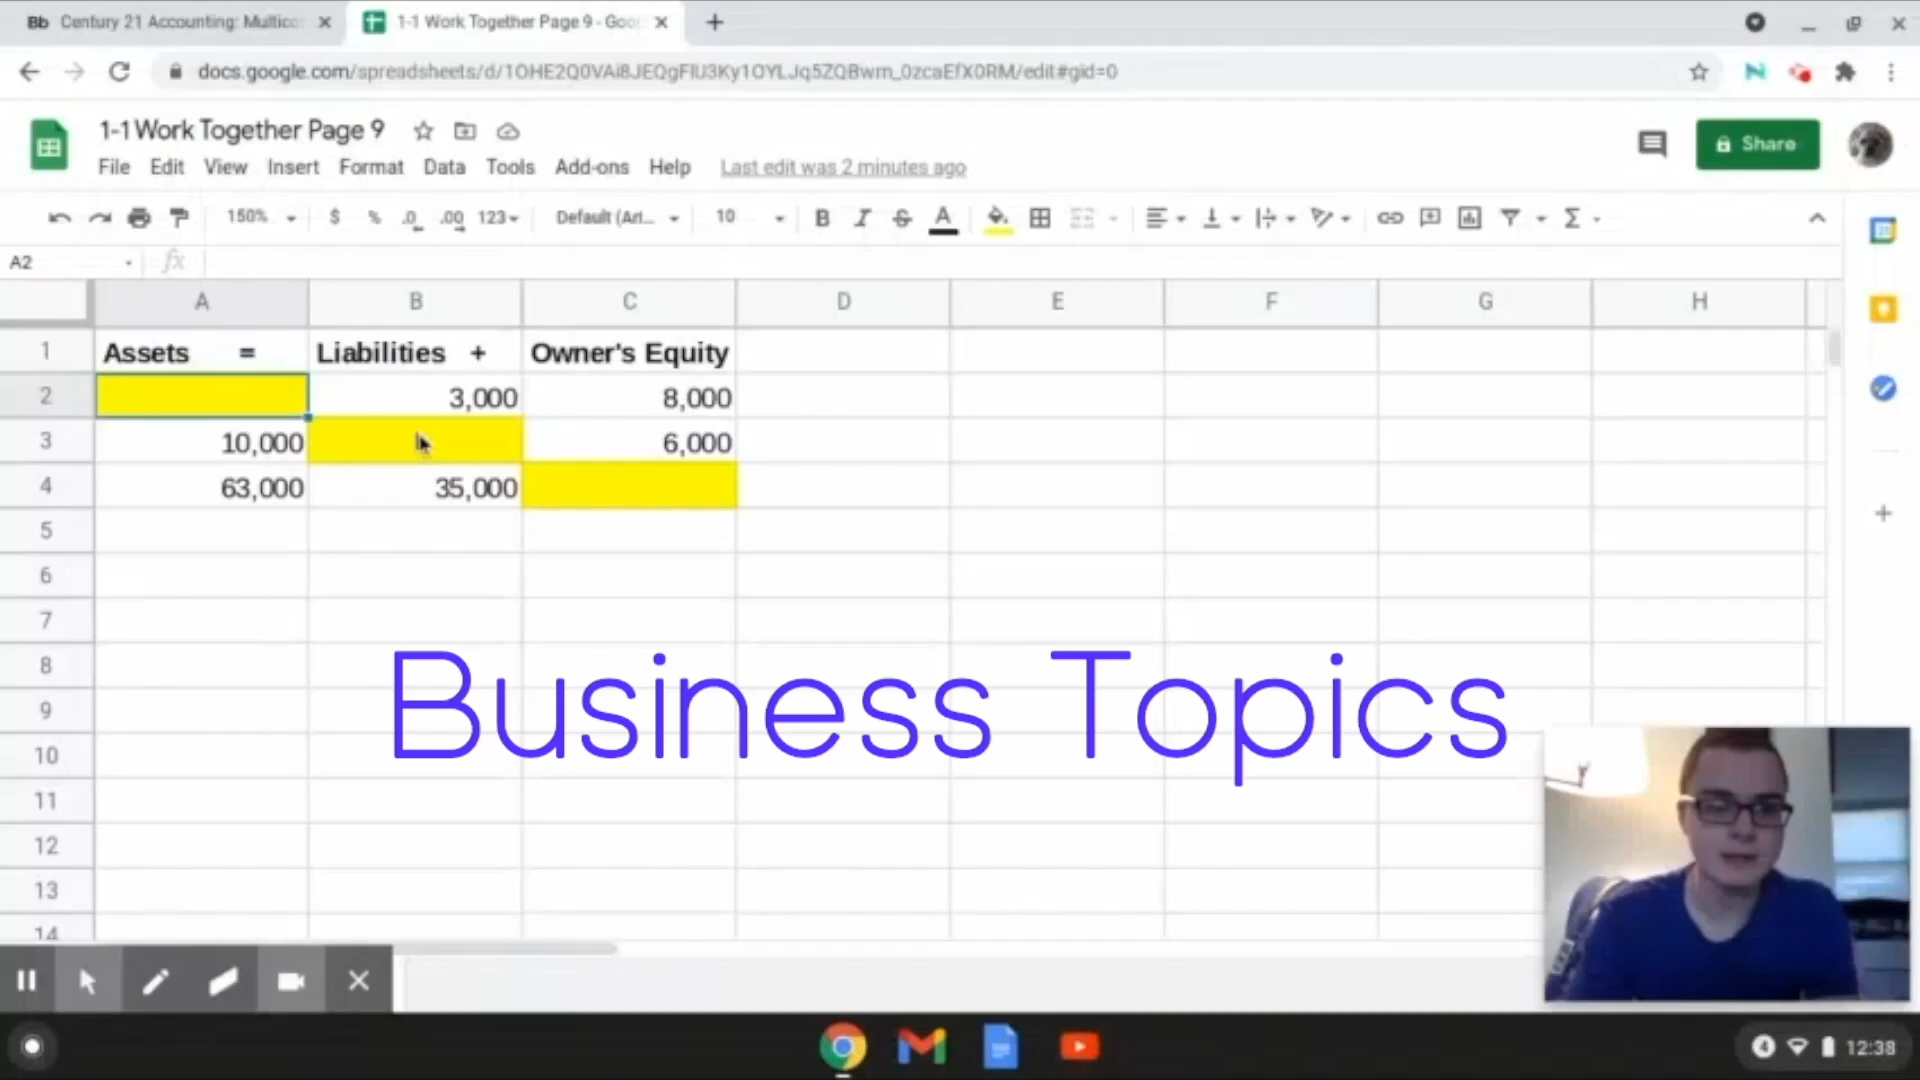 Bb Century 21 Accounting: Multico
1-1 Work Together Page 9 - Goo
docs.google.com/spreadsheets/d/1OHE2Q0VAi8JEQgFlU3Ky1OYLJq5ZQBwm_0zcaEfX0RM/edit#gid=0
1-1 Work Together Page 9
File Edit View Insert Format Data Tools Add-ons Help Last edit was 2 minutes ago
Share
150% $ % .0 .00 123 Default (Ari... 10 B I S A Σ
A2 fx
A B C D E F G H
1 Assets = Liabilities + Owner's Equity
2 3,000 8,000
3 10,000 6,000
4 63,000 35,000
5
6
7
8
9
10
11
12
13
14
Business Topics
4 12:38